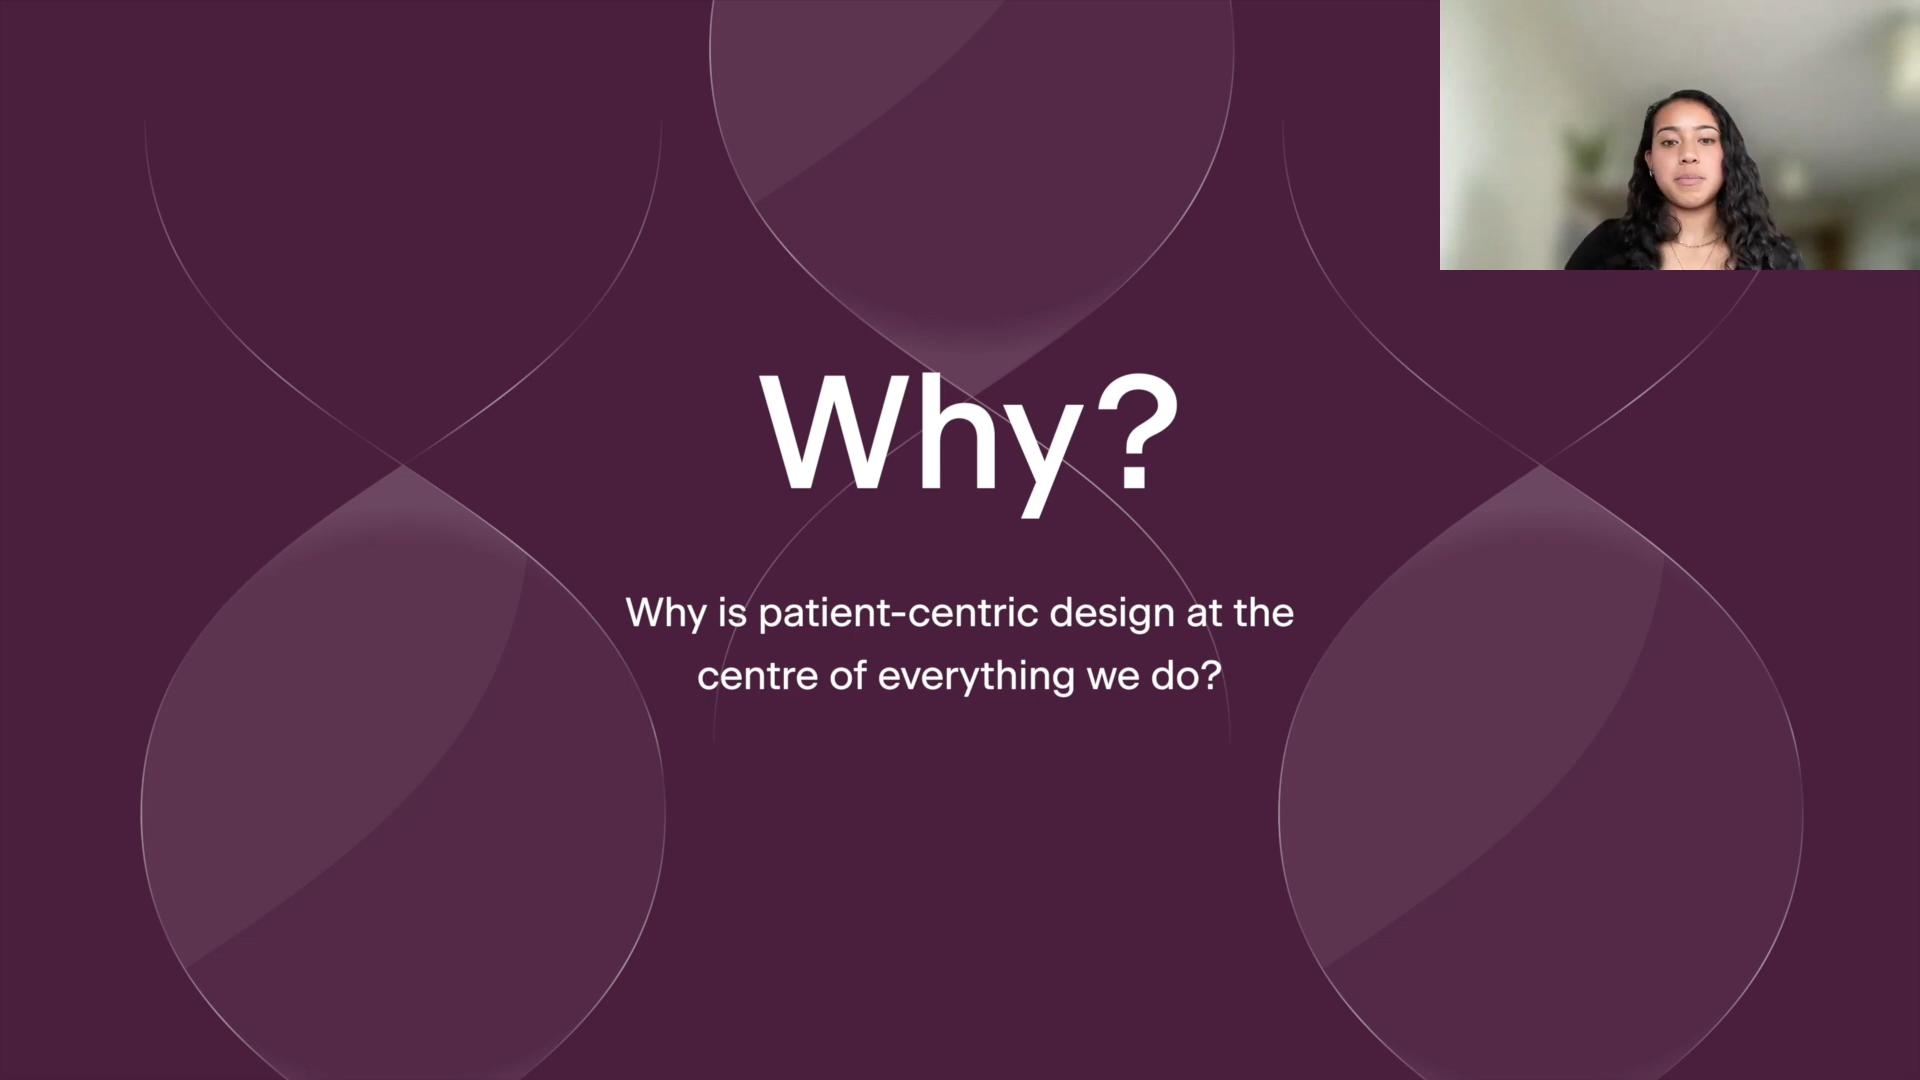 Why?
Why is patient-centric design at the
centre of everything we do?